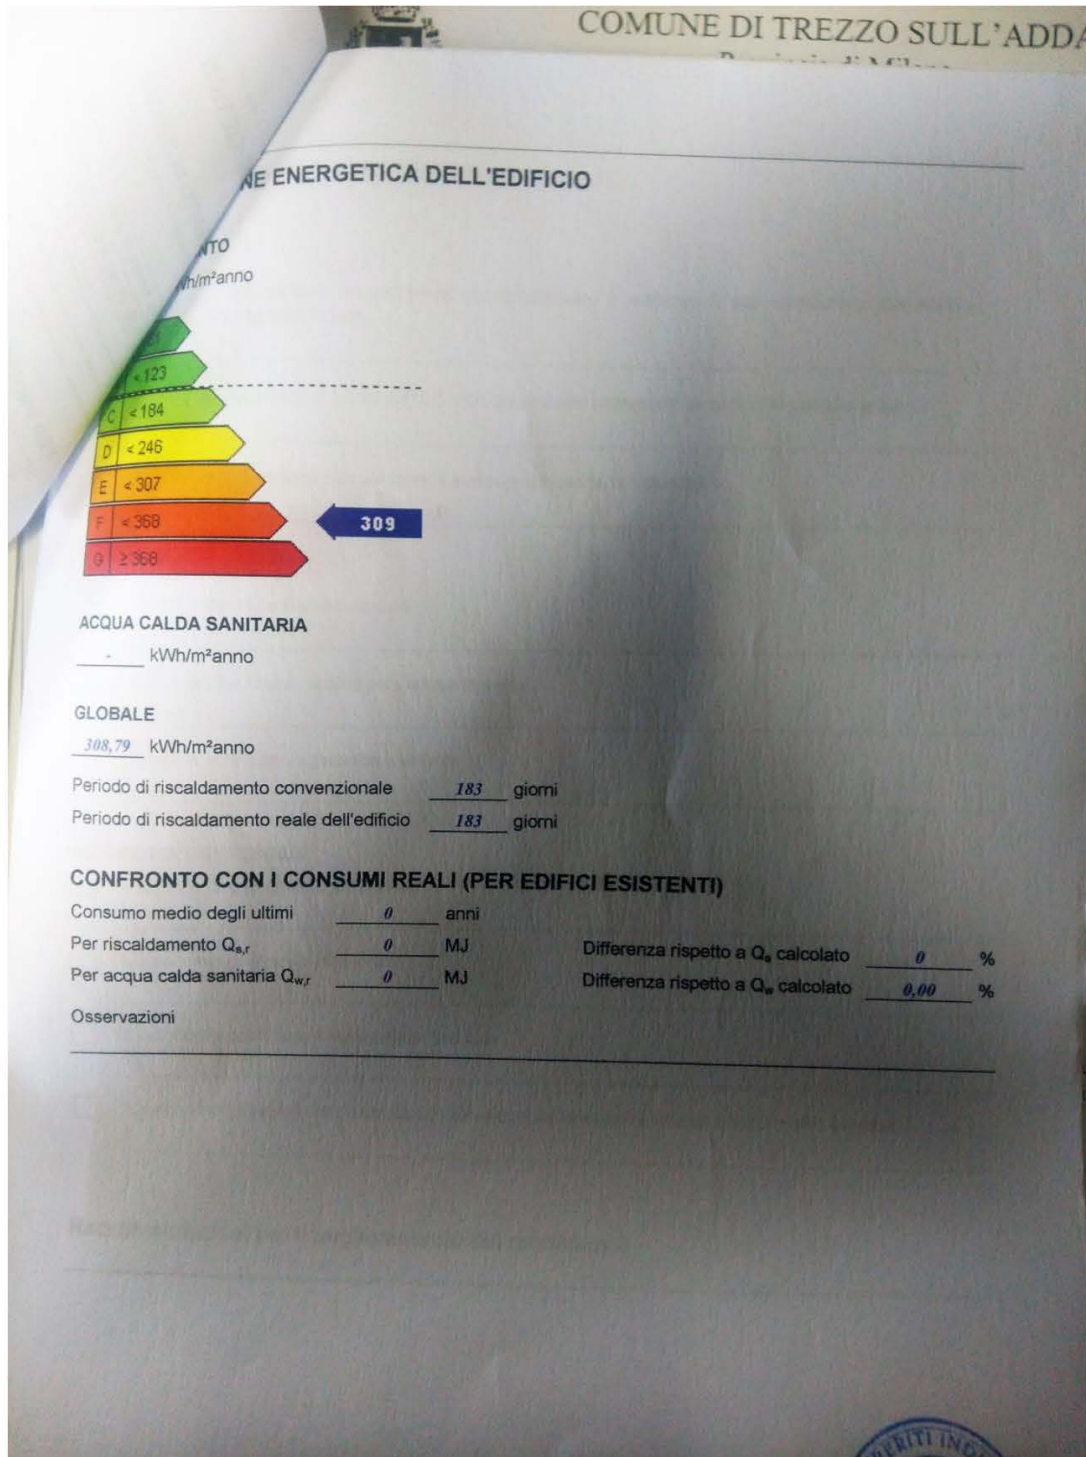 COMUNE DI TREZZO SULL'ADDA
NE ENERGETICA DELL'EDIFICIO
NTO
Wh/m²anno
< 123
C < 184
D < 246
E < 307
F < 368
309
G ≥ 368
ACQUA CALDA SANITARIA
- kWh/m²anno
GLOBALE
308,79 kWh/m²anno
Periodo di riscaldamento convenzionale 183 giorni
Periodo di riscaldamento reale dell'edificio 183 giorni
CONFRONTO CON I CONSUMI REALI (PER EDIFICI ESISTENTI)
Consumo medio degli ultimi 0 anni
Per riscaldamento Qs,r 0 MJ Differenza rispetto a Qs calcolato 0 %
Per acqua calda sanitaria Qw,r 0 MJ Differenza rispetto a Qw calcolato 0,00 %
Osservazioni
ERITI IND